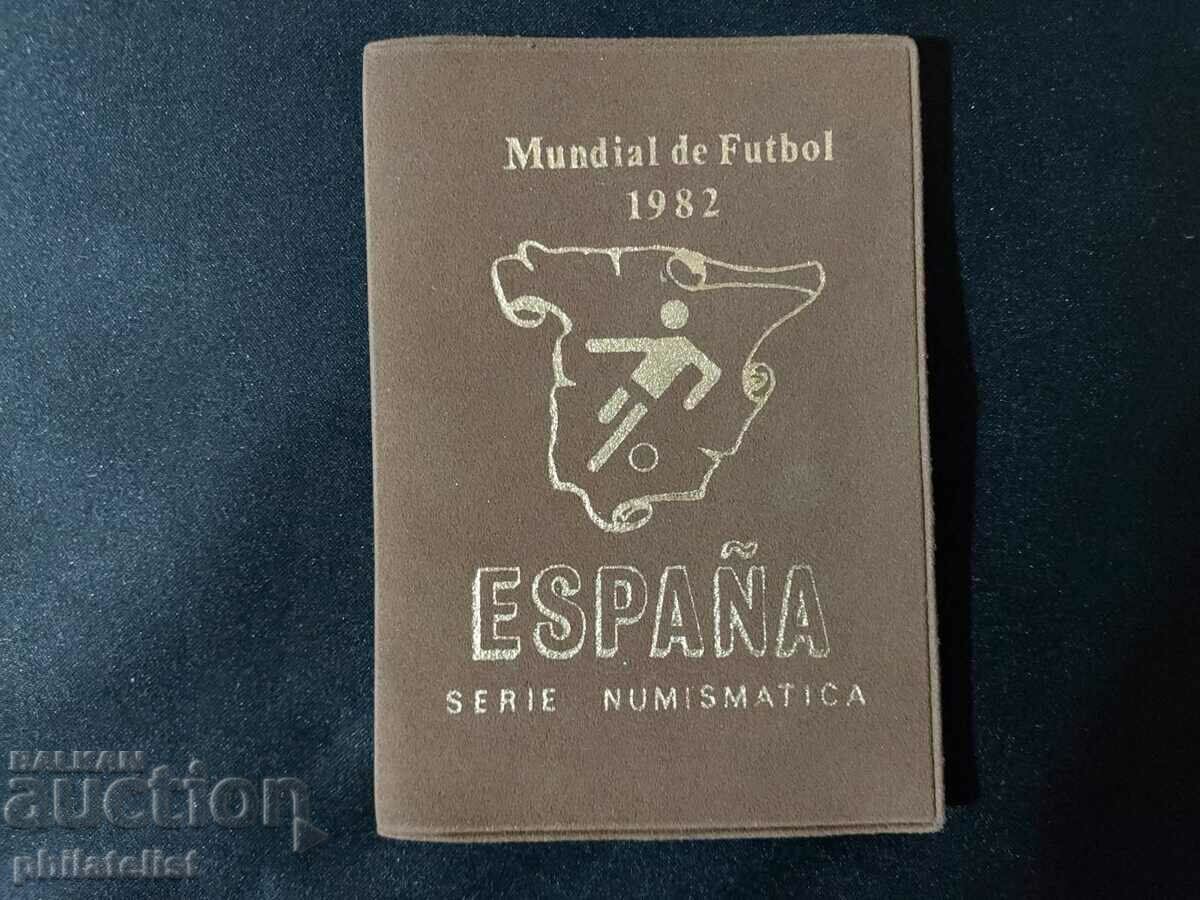 Mundial de Futbol
1982
ESPAÑA
SERIE NUMISMATICA
BALKAN
auction
philatelist